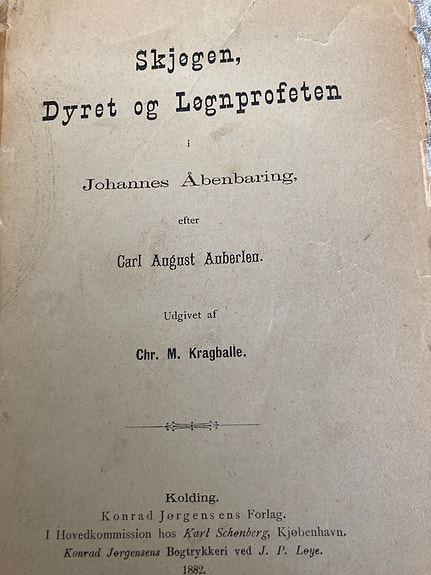 Skjøgen,
Dyret og Løgnprofeten
i
Johannes Åbenbaring,
efter
Carl August Auberlen.
Udgivet af
Chr. M. Kragballe.
Kolding.
Konrad Jørgensens Forlag.
I Hovedkommission hos Karl Schønberg, Kjøbenhavn.
Konrad Jørgensens Bogtrykkeri ved J. P. Løye.
1882.